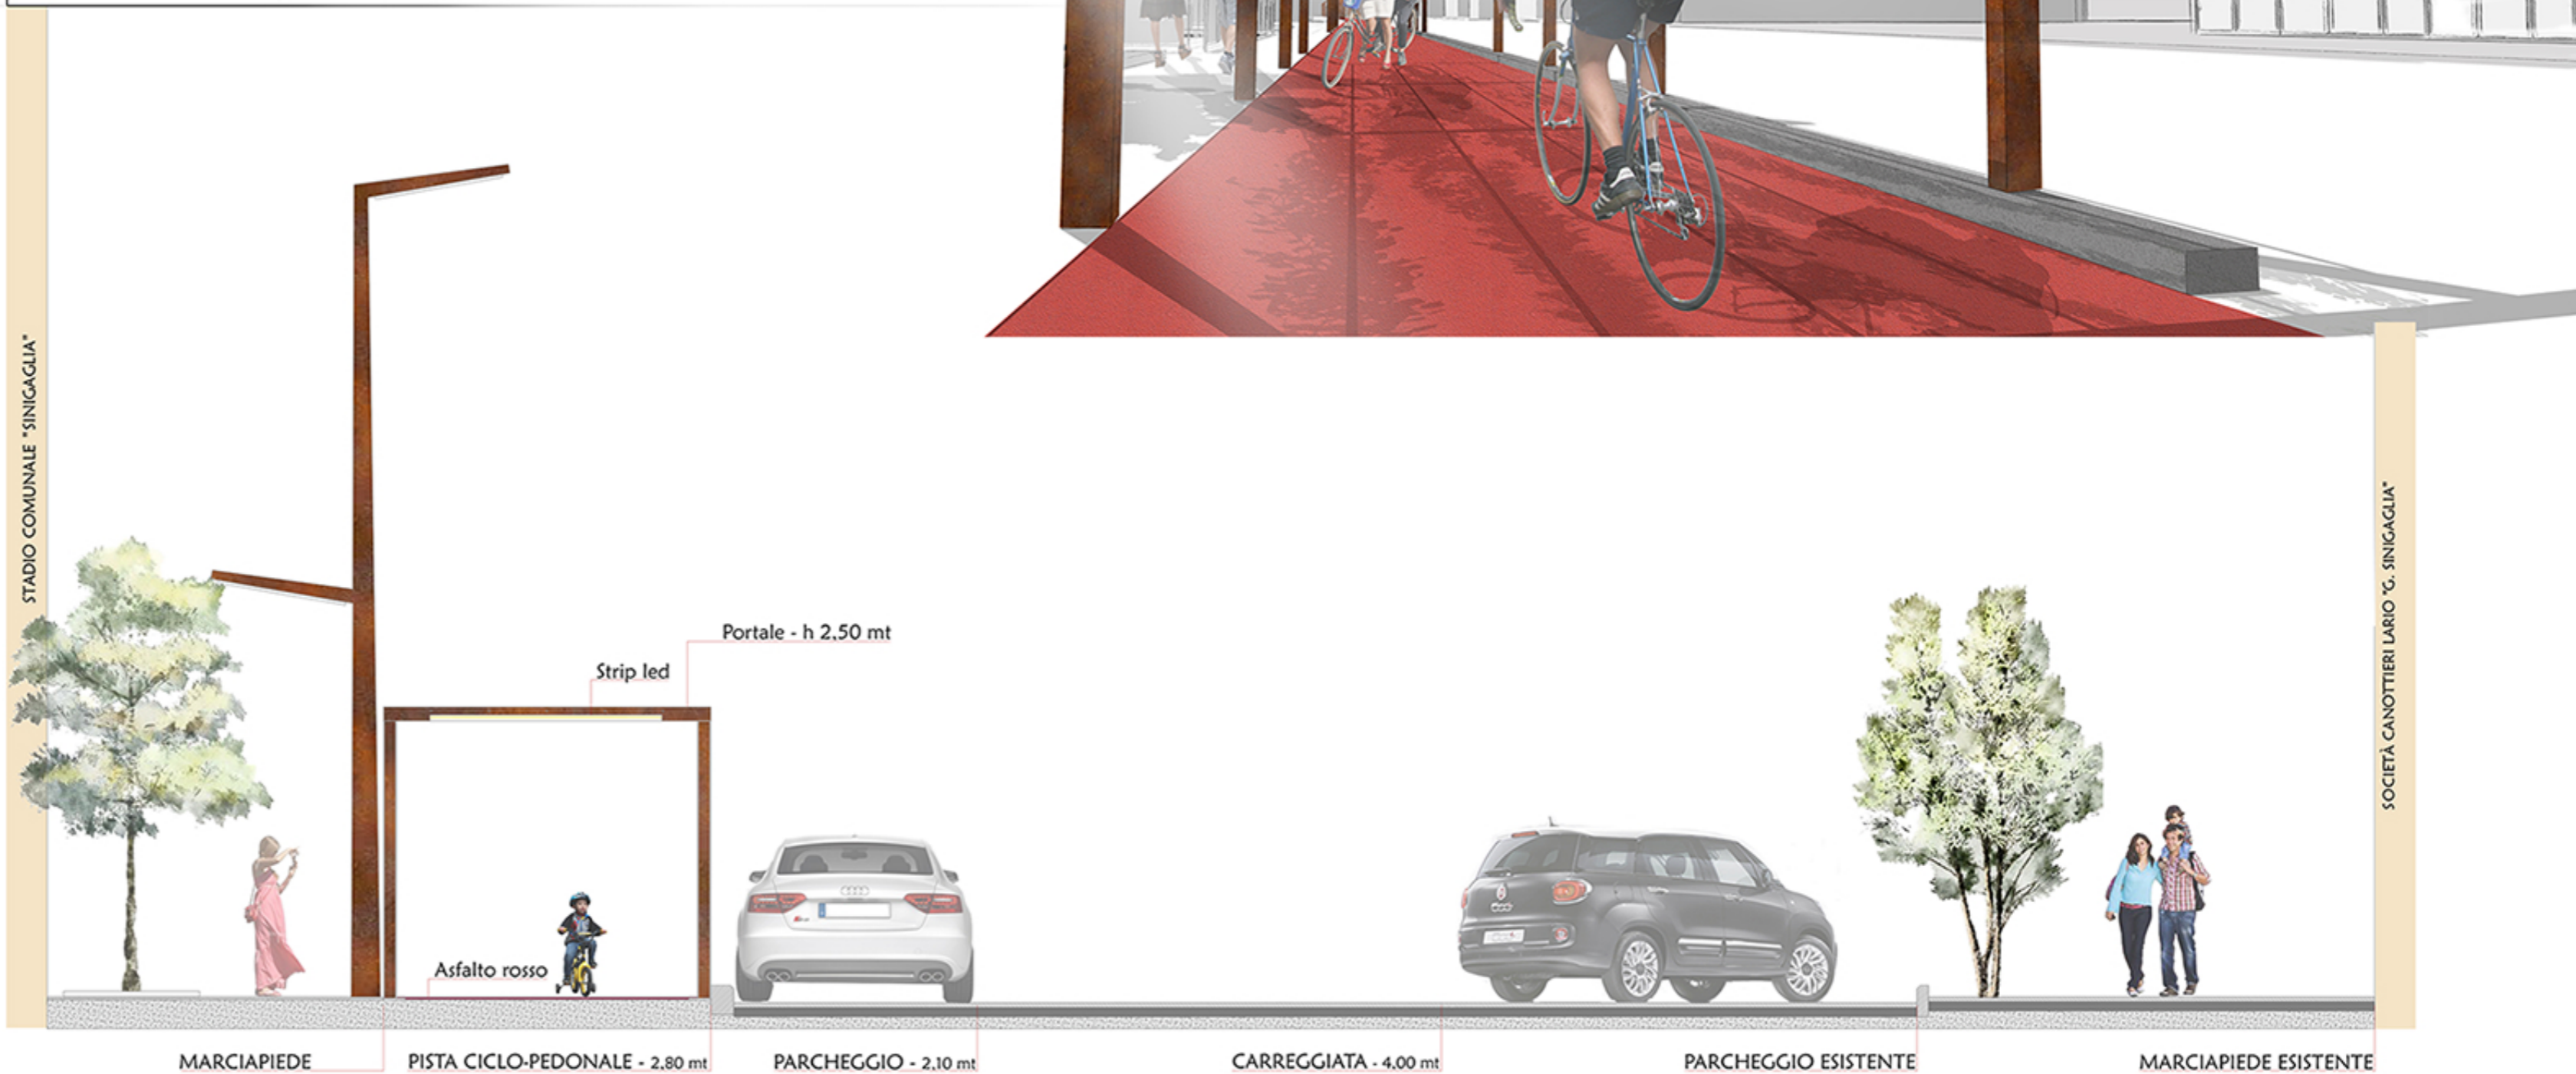 STADIO COMUNALE "SINIGAGLIA"
Portale - h 2,50 mt
Strip led
Asfalto rosso
SOCIETÀ CANOTTIERI LARIO "G. SINIGAGLIA"
MARCIAPIEDE
PISTA CICLO-PEDONALE - 2,80 mt
PARCHEGGIO - 2,10 mt
CARREGGIATA - 4,00 mt
PARCHEGGIO ESISTENTE
MARCIAPIEDE ESISTENTE